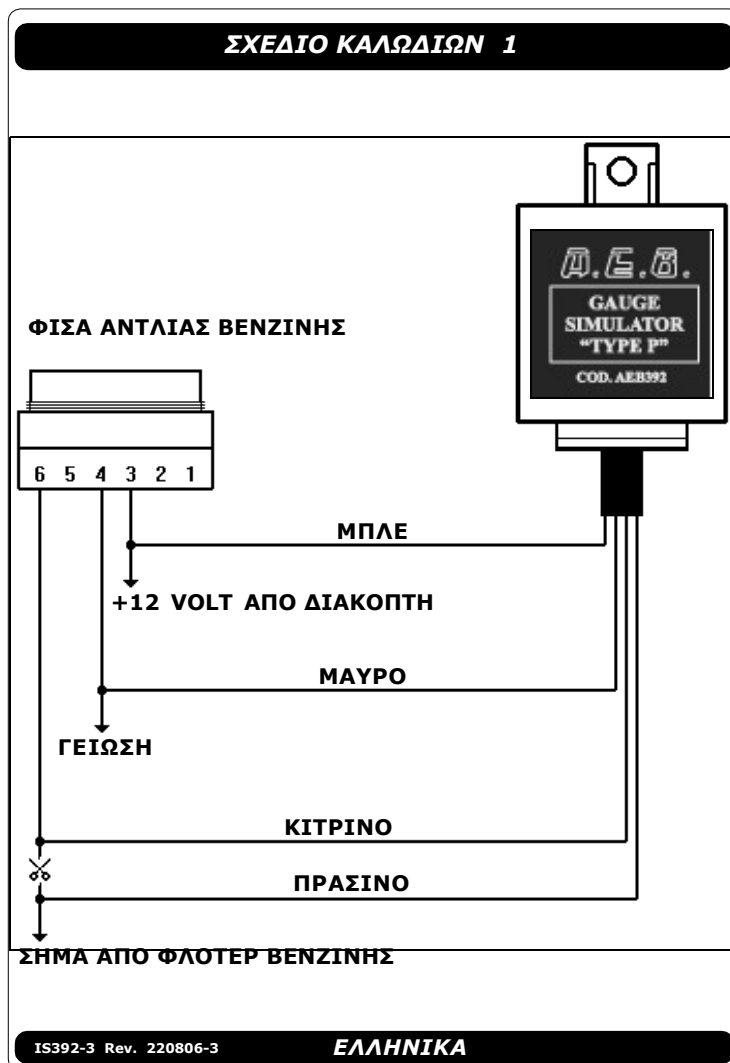 ΣΧΕΔΙΟ ΚΑΛΩΔΙΩΝ 1
A.E.B.
GAUGE
SIMULATOR
“TYPE P”
COD. AEB392
ΦΙΣΑ ΑΝΤΛΙΑΣ ΒΕΝΖΙΝΗΣ
6 5 4 3 2 1
ΜΠΛΕ
+12 VOLT ΑΠΟ ΔΙΑΚΟΠΤΗ
ΜΑΥΡΟ
ΓΕΙΩΣΗ
ΚΙΤΡΙΝΟ
ΠΡΑΣΙΝΟ
ΣΗΜΑ ΑΠΟ ΦΛΟΤΕΡ ΒΕΝΖΙΝΗΣ
IS392-3 Rev. 220806-3 ΕΛΛΗΝΙΚΑ